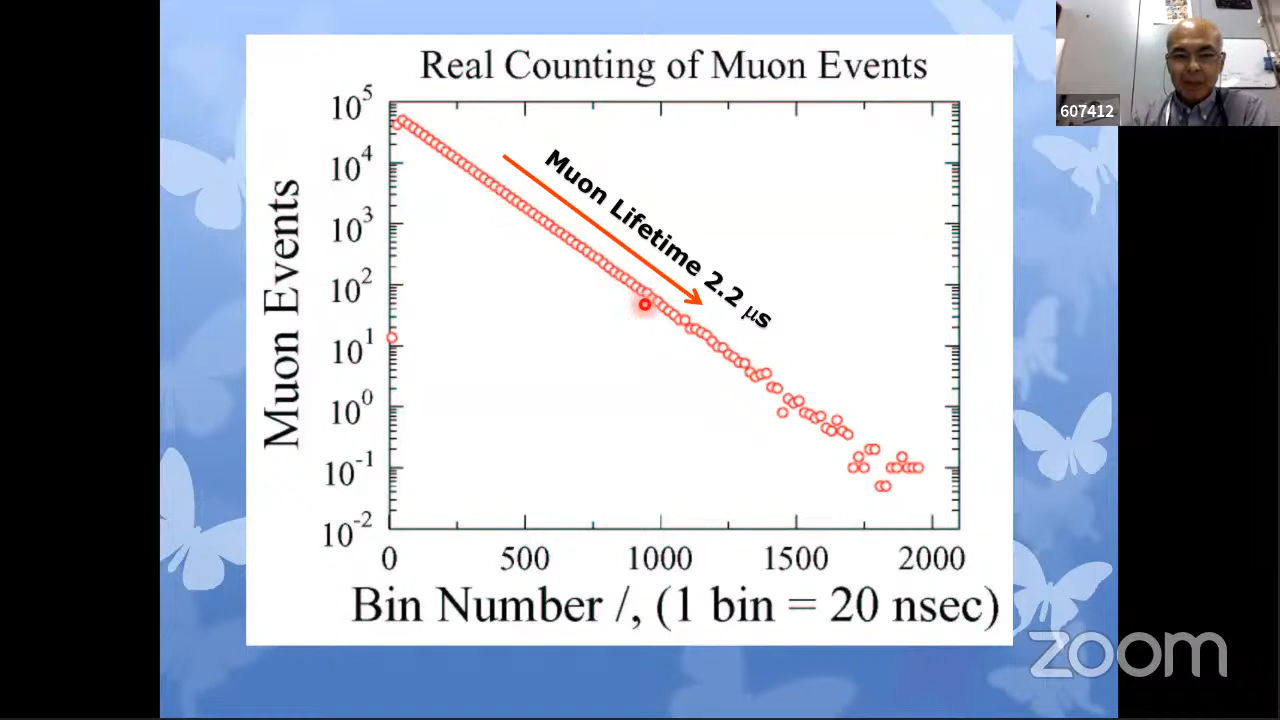 Real Counting of Muon Events
607412
10^5
10^4
10^3
10^2
10^1
10^0
10^-1
10^-2
Muon Events
Muon Lifetime 2.2 μs
0 500 1000 1500 2000
Bin Number /, (1 bin = 20 nsec)
zoom